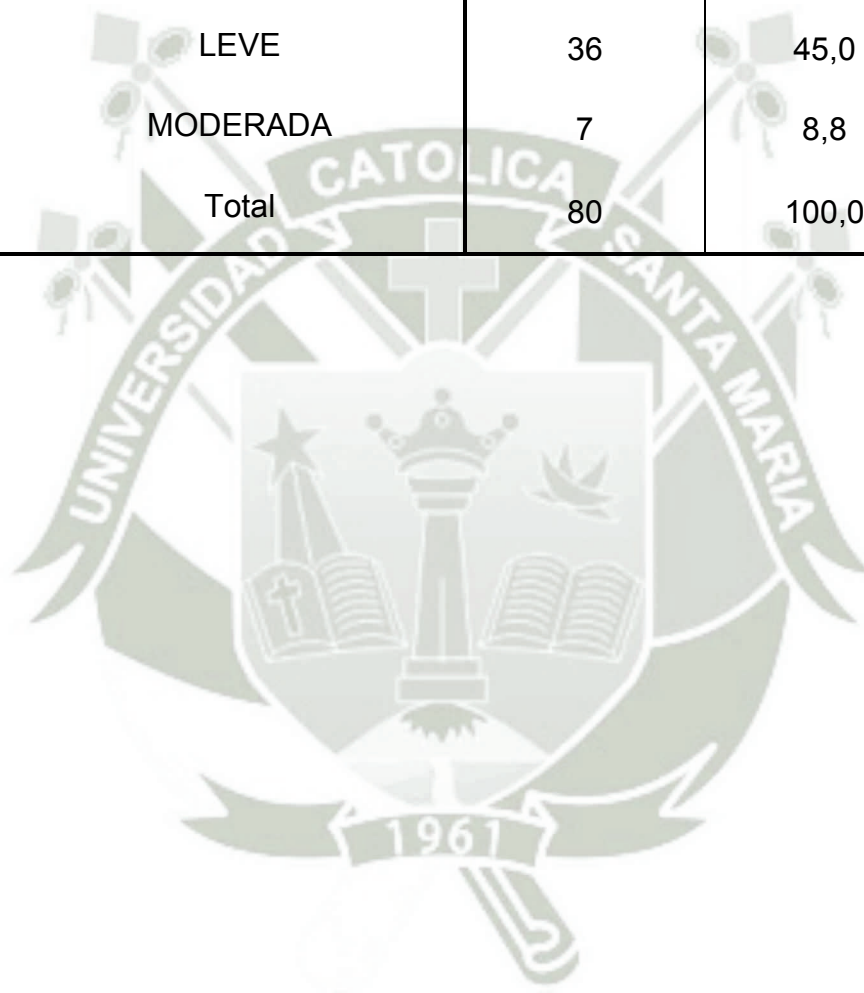 LEVE 36 45,0
MODERADA 7 8,8
Total 80 100,0
UNIVERSIDAD CATOLICA SANTA MARIA
1961